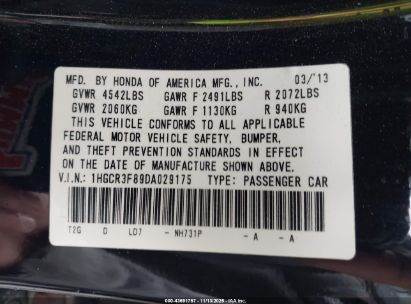 MFD. BY HONDA OF AMERICA MFG., INC. 03/'13
GVWR 4542LBS GAWR F 2491LBS R 2072LBS
GVWR 2060KG GAWR F 1130KG R 940KG
THIS VEHICLE CONFORMS TO ALL APPLICABLE
FEDERAL MOTOR VEHICLE SAFETY, BUMPER,
AND THEFT PREVENTION STANDARDS IN EFFECT
ON THE DATE OF MANUFACTURE SHOWN ABOVE.
V.I.N.: 1HGCR3F89DA029175 TYPE: PASSENGER CAR
T2G D LD7 - NH731P - A - A